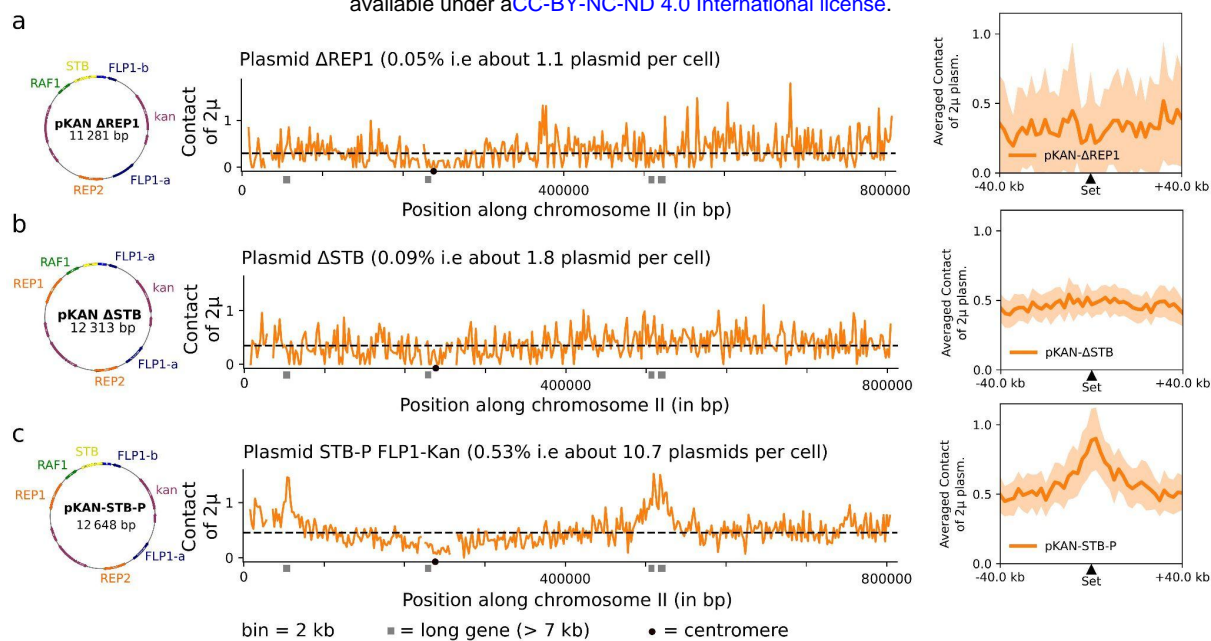 available under aCC-BY-NC-ND 4.0 International license.
a
STB
FLP1-b
RAF1
kan
pKAN ΔREP1
11 281 bp
FLP1-a
REP2
Plasmid ΔREP1 (0.05% i.e about 1.1 plasmid per cell)
Contact
of 2μ
1
0
0
400000
800000
Position along chromosome II (in bp)
Averaged Contact
of 2μ plasm.
1.0
0.5
0.0
pKAN-ΔREP1
-40.0 kb
Set
+40.0 kb
b
STB
FLP1-a
RAF1
REP1
kan
pKAN ΔSTB
12 313 bp
FLP1-a
REP2
Plasmid ΔSTB (0.09% i.e about 1.8 plasmid per cell)
Contact
of 2μ
1
0
0
400000
800000
Position along chromosome II (in bp)
Averaged Contact
of 2μ plasm.
1.0
0.5
0.0
pKAN-ΔSTB
-40.0 kb
Set
+40.0 kb
c
STB
FLP1-b
RAF1
REP1
kan
pKAN-STB-P
12 648 bp
FLP1-a
REP2
Plasmid STB-P FLP1-Kan (0.53% i.e about 10.7 plasmids per cell)
Contact
of 2μ
1
0
0
400000
800000
Position along chromosome II (in bp)
Averaged Contact
of 2μ plasm.
1.0
0.5
0.0
pKAN-STB-P
-40.0 kb
Set
+40.0 kb
bin = 2 kb
= long gene (> 7 kb)
= centromere